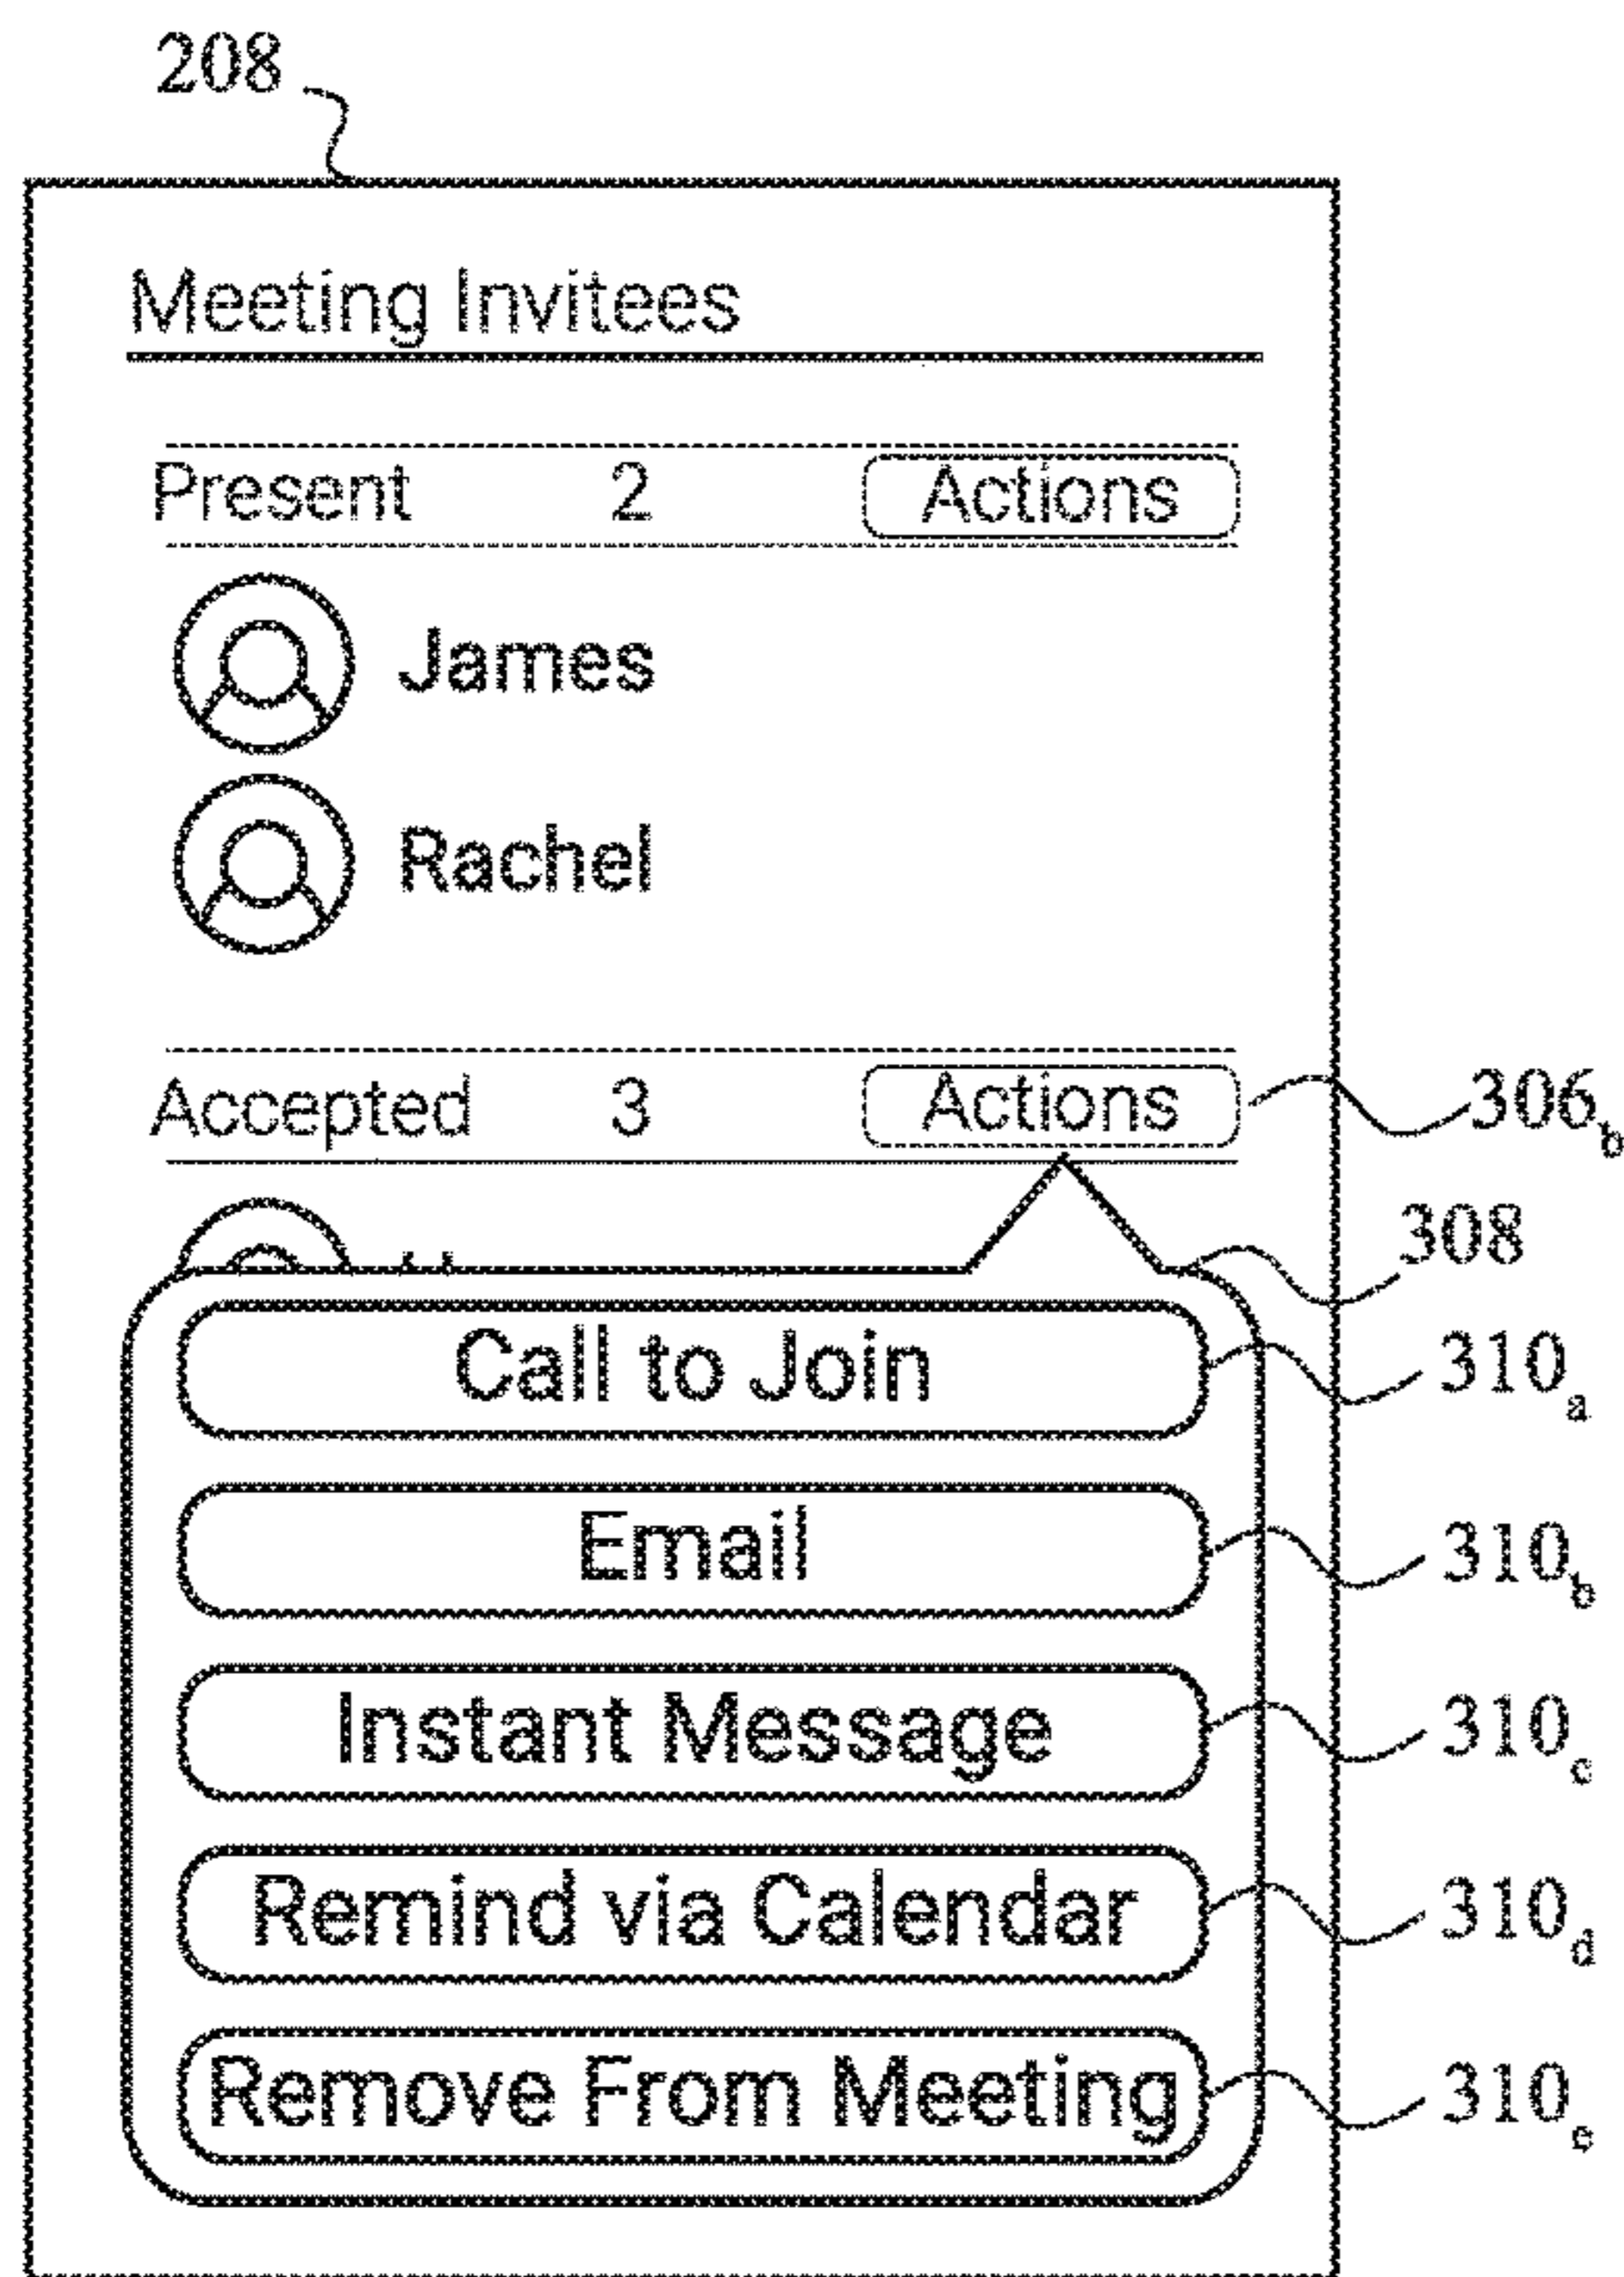 208
Meeting Invitees
Present 2 Actions
James
Rachel
Accepted 3 Actions 306b
308
Call to Join 310a
Email 310b
Instant Message 310c
Remind via Calendar 310d
Remove From Meeting 310e